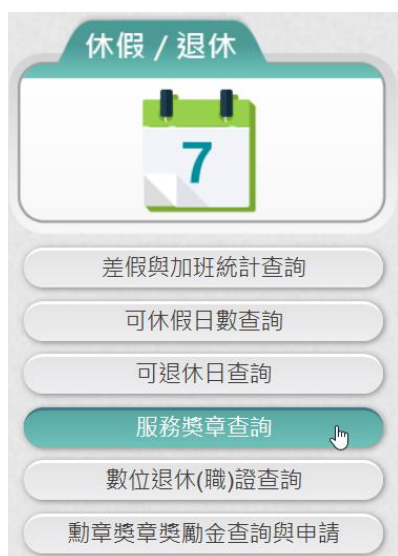 休假 / 退休
7
差假與加班統計查詢
可休假日數查詢
可退休日查詢
服務獎章查詢
數位退休(職)證查詢
勳章獎章獎勵金查詢與申請